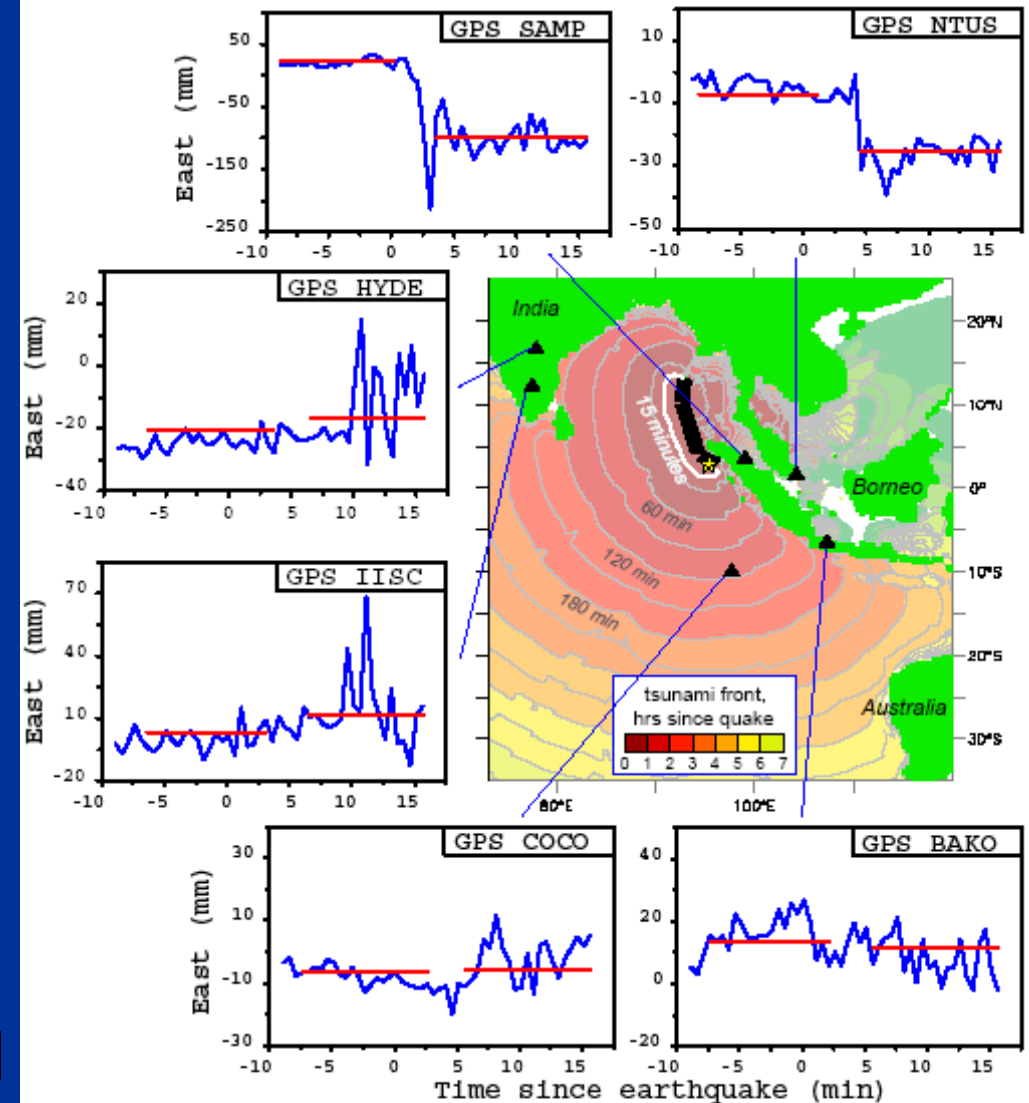 GPS SAMP
50
-50
-150
-250
East (mm)
-10 -5 0 5 10 15
GPS NTUS
10
-10
-30
-50
-10 -5 0 5 10 15
GPS HYDE
20
0
-20
-40
East (mm)
-10 -5 0 5 10 15
GPS IISC
70
40
10
-20
East (mm)
-10 -5 0 5 10 15
India
15 minutes
60 min
120 min
180 min
Borneo
Australia
20°N
10°N
0°
10°S
20°S
30°S
80°E 100°E
tsunami front,
hrs since quake
0 1 2 3 4 5 6 7
GPS COCO
30
10
-10
-30
East (mm)
-10 -5 0 5 10 15
GPS BAKO
40
20
0
-20
-10 -5 0 5 10 15
Time since earthquake (min)